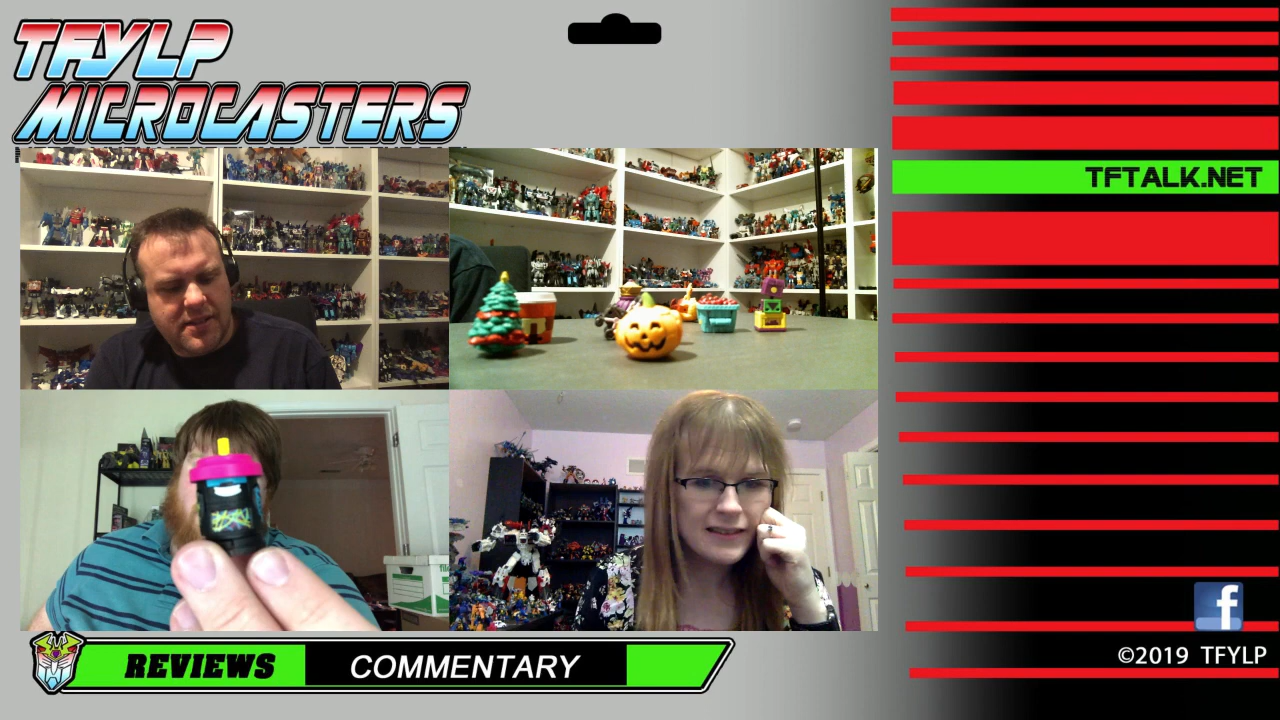 TFYLP
MICROCASTERS
TFTALK.NET
REVIEWS
COMMENTARY
f
©2019 TFYLP